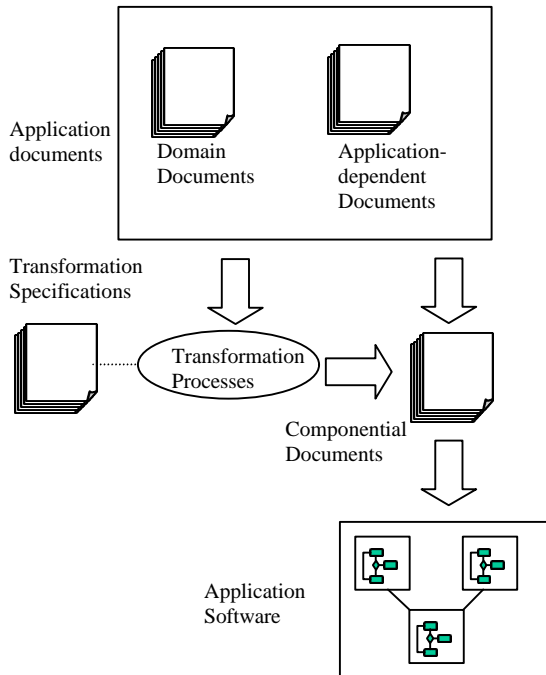 Application
documents
Domain
Documents
Application-
dependent
Documents
Transformation
Specifications
Transformation
Processes
Componential
Documents
Application
Software